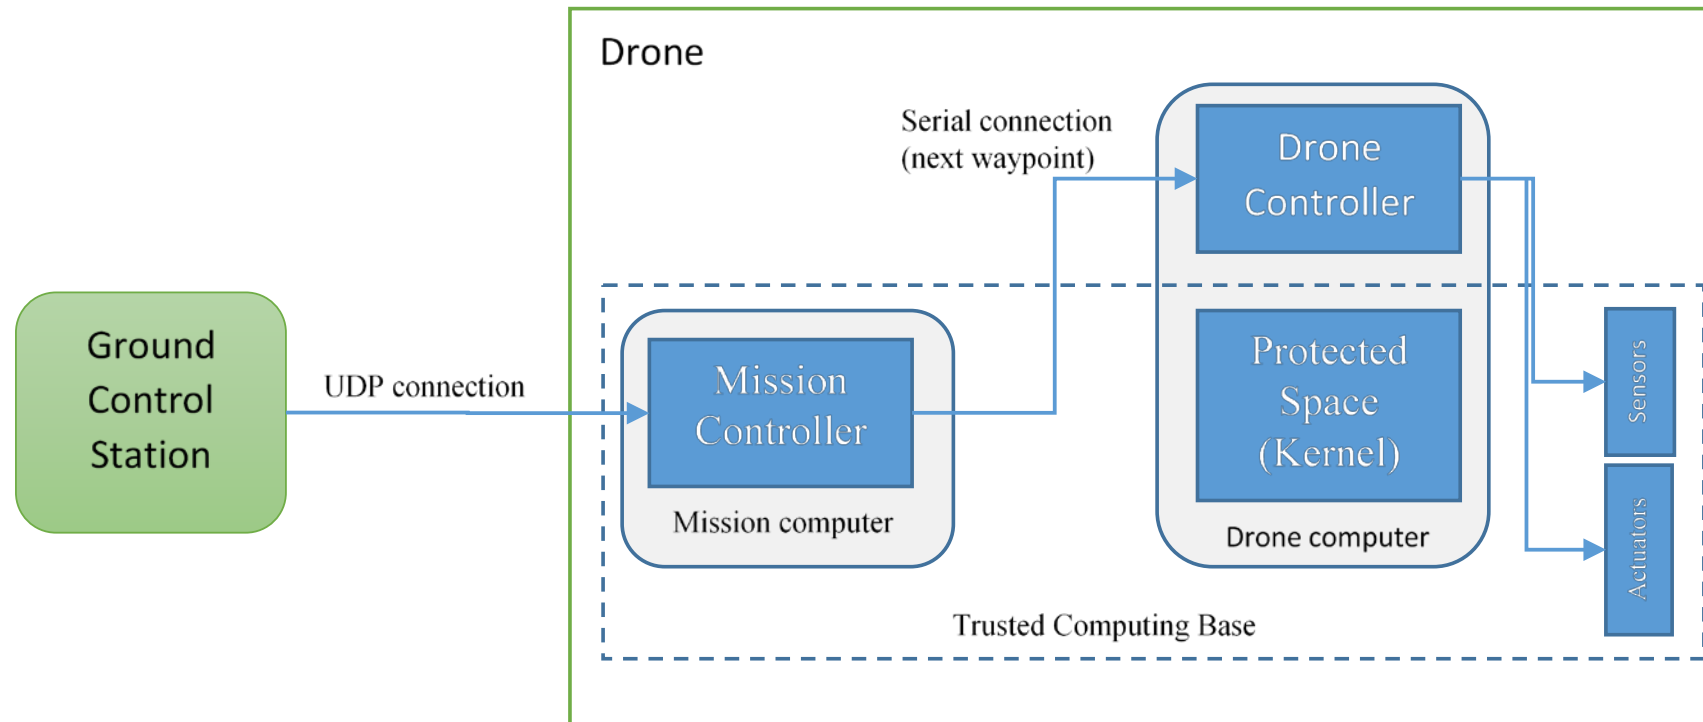 Drone
Serial connection
(next waypoint)
Drone
Controller
Ground
Control
Station
UDP connection
Mission
Controller
Mission computer
Protected
Space
(Kernel)
Drone computer
Sensors
Actuators
Trusted Computing Base